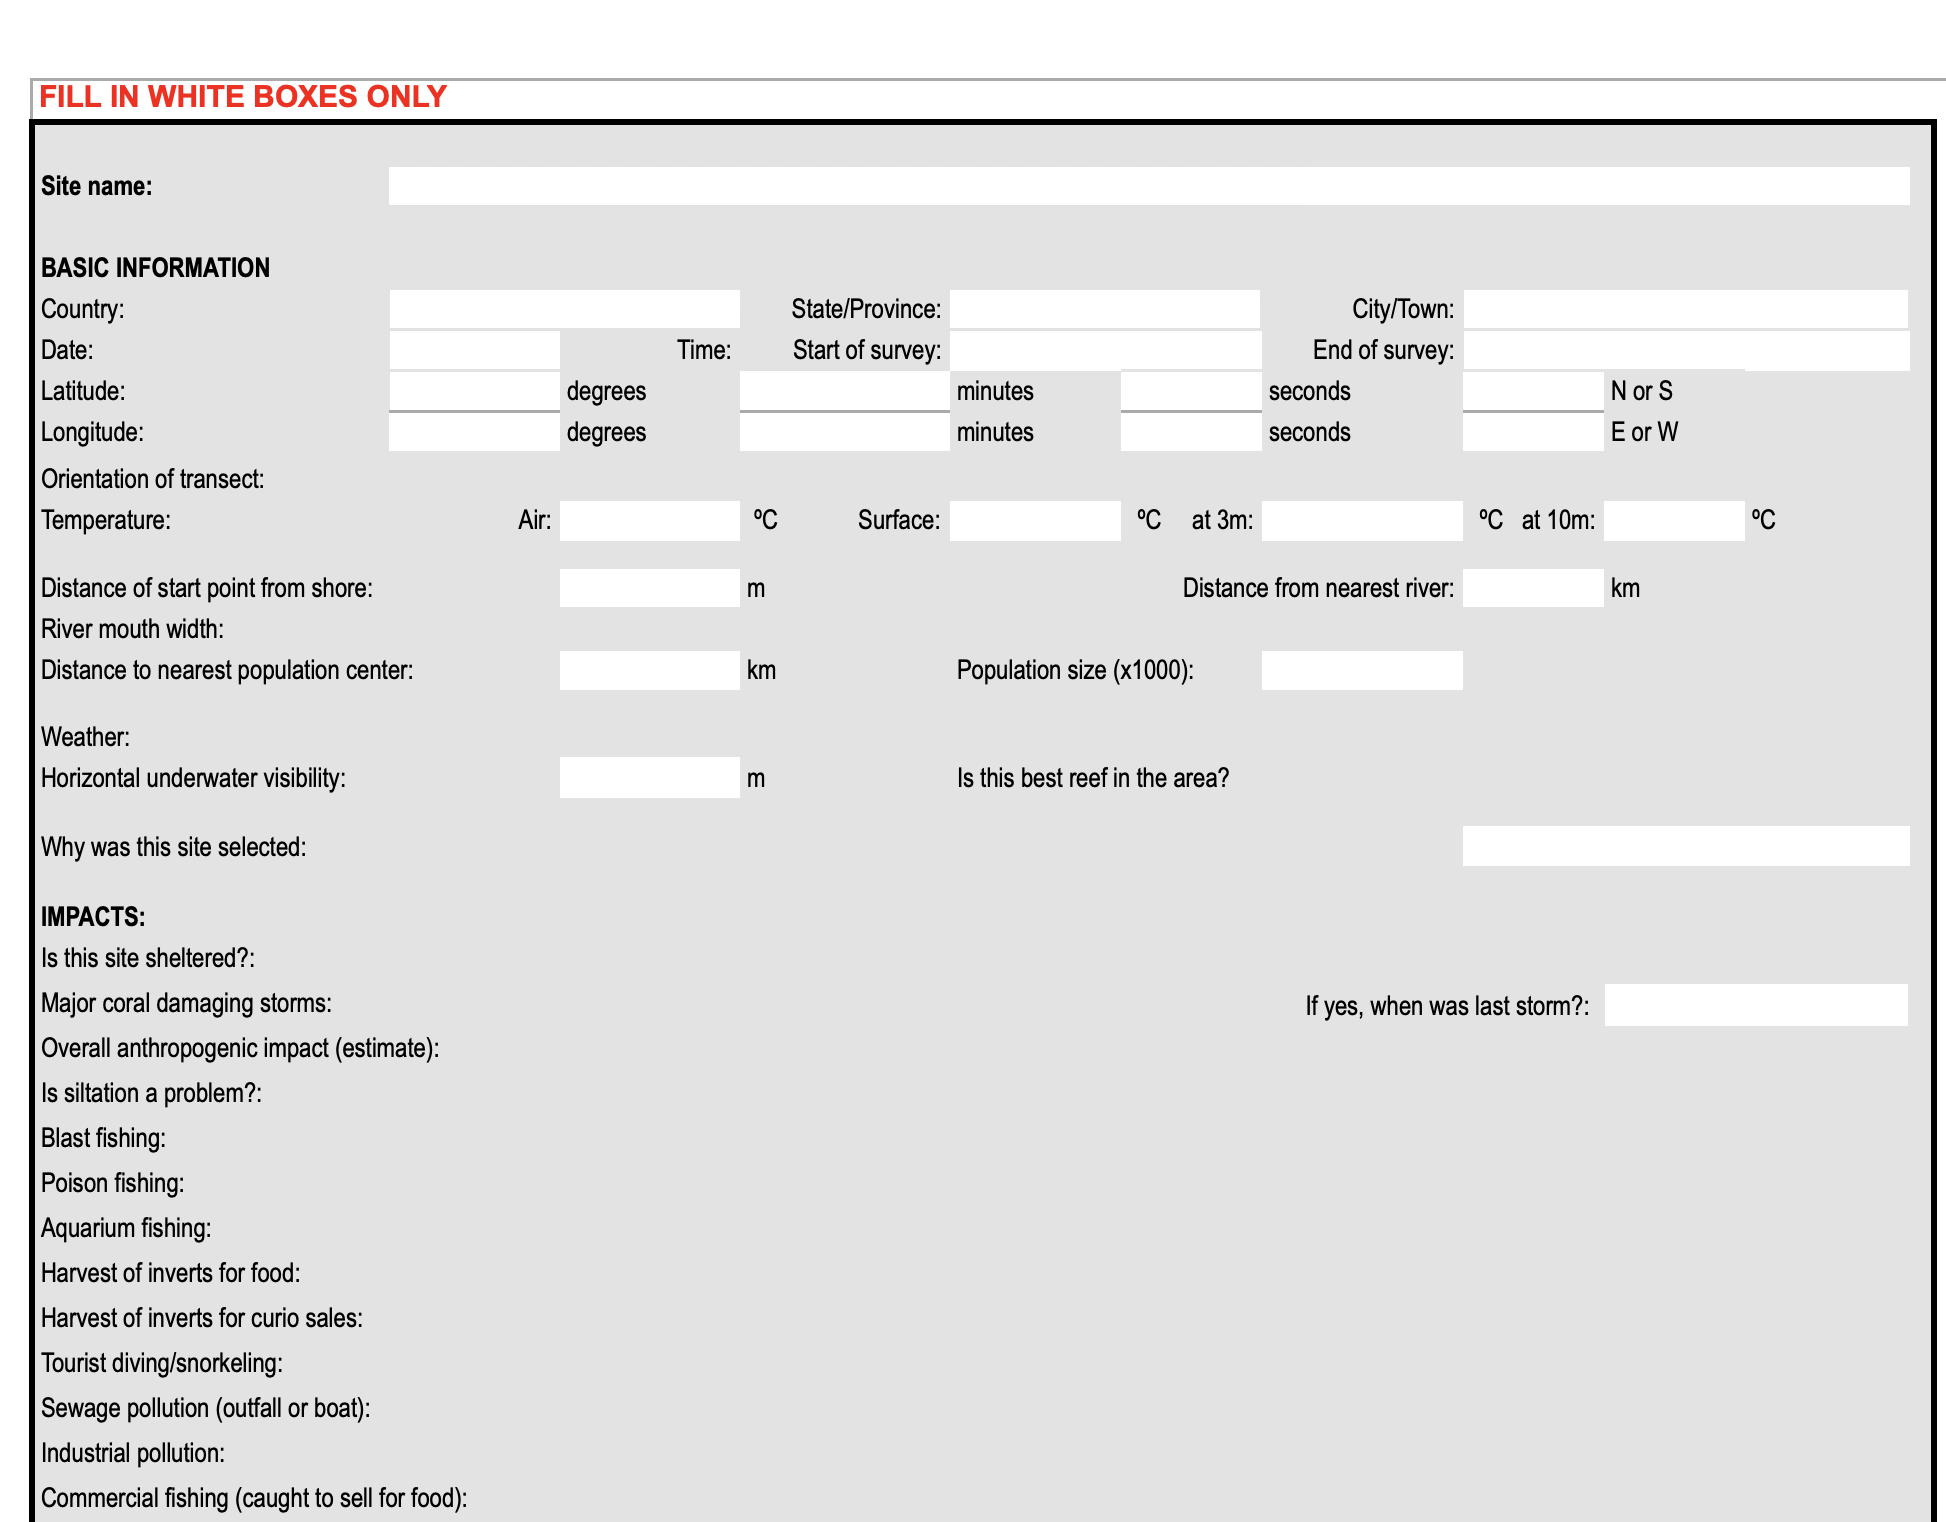 FILL IN WHITE BOXES ONLY
Site name:
BASIC INFORMATION
Country: State/Province: City/Town:
Date: Time: Start of survey: End of survey:
Latitude: degrees minutes seconds N or S
Longitude: degrees minutes seconds E or W
Orientation of transect:
Temperature: Air: ºC Surface: ºC at 3m: ºC at 10m: ºC
Distance of start point from shore: m Distance from nearest river: km
River mouth width:
Distance to nearest population center: km Population size (x1000):
Weather:
Horizontal underwater visibility: m Is this best reef in the area?
Why was this site selected:
IMPACTS:
Is this site sheltered?:
Major coral damaging storms: If yes, when was last storm?:
Overall anthropogenic impact (estimate):
Is siltation a problem?:
Blast fishing:
Poison fishing:
Aquarium fishing:
Harvest of inverts for food:
Harvest of inverts for curio sales:
Tourist diving/snorkeling:
Sewage pollution (outfall or boat):
Industrial pollution:
Commercial fishing (caught to sell for food):